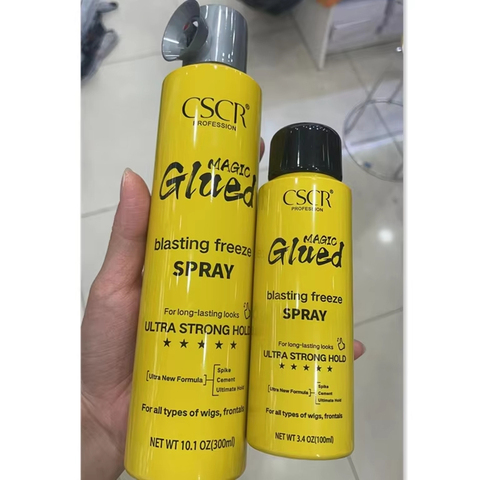 CSCR®
PROFESSION
MAGIC
Glued
blasting freeze
SPRAY
For long-lasting looks
ULTRA STRONG HOLD
★ ★ ★ ★ ★
[Ultra New Formula]
Spike
Cement
Ultimate Hold
For all types of wigs, frontals
NET WT 10.1 OZ(300ml)
CSCR®
PROFESSION
MAGIC
Glued
blasting freeze
SPRAY
For long-lasting looks
ULTRA STRONG HOLD
★ ★ ★ ★ ★
[Ultra New Formula]
Spike
Cement
Ultimate Hold
For all types of wigs, frontals
NET WT 3.4 OZ(100ml)